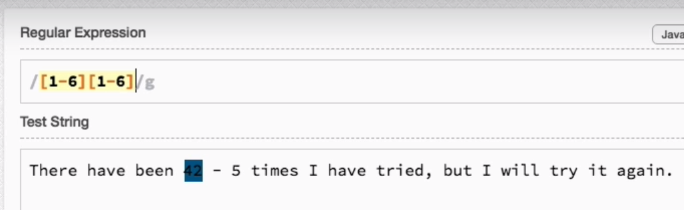 Regular Expression
Java
/[1-6][1-6]/g
Test String
There have been 42 - 5 times I have tried, but I will try it again.